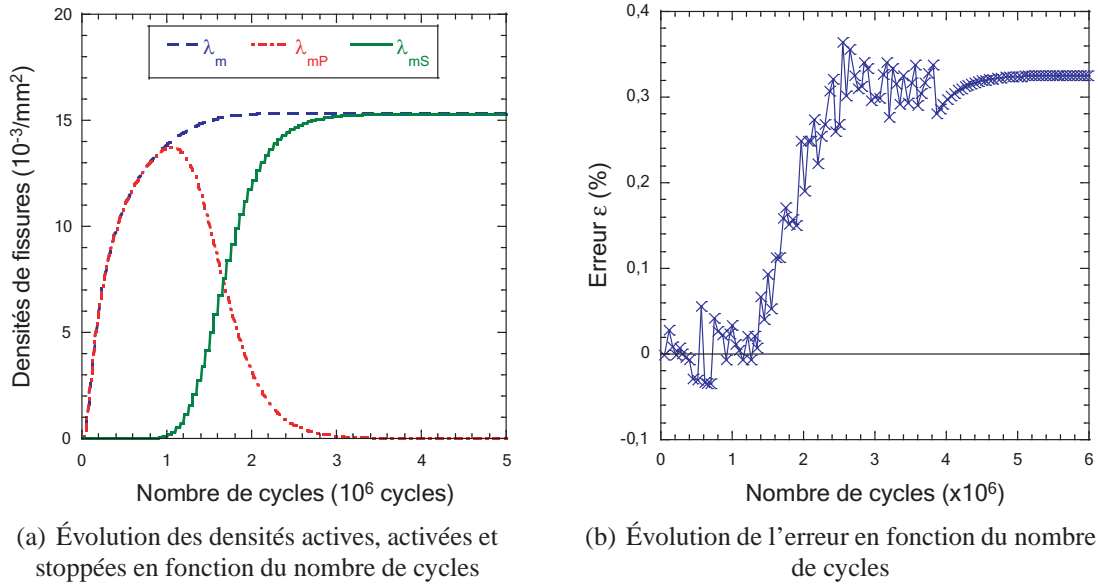 20
15
10
5
0
Densités de fissures (10⁻³/mm²)
λm λmP λmS
0 1 2 3 4 5
Nombre de cycles (10⁶ cycles)
(a) Évolution des densités actives, activées et
stoppées en fonction du nombre de cycles
0,4
0,3
0,2
0,1
0
-0,1
Erreur ε (%)
0 1 2 3 4 5 6
Nombre de cycles (x10⁶)
(b) Évolution de l'erreur en fonction du nombre
de cycles